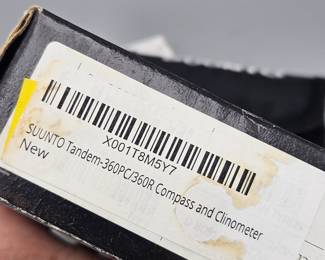 X001T8M5Y7
SUUNTO Tandem-360PC/360R Compass and Clinometer
New